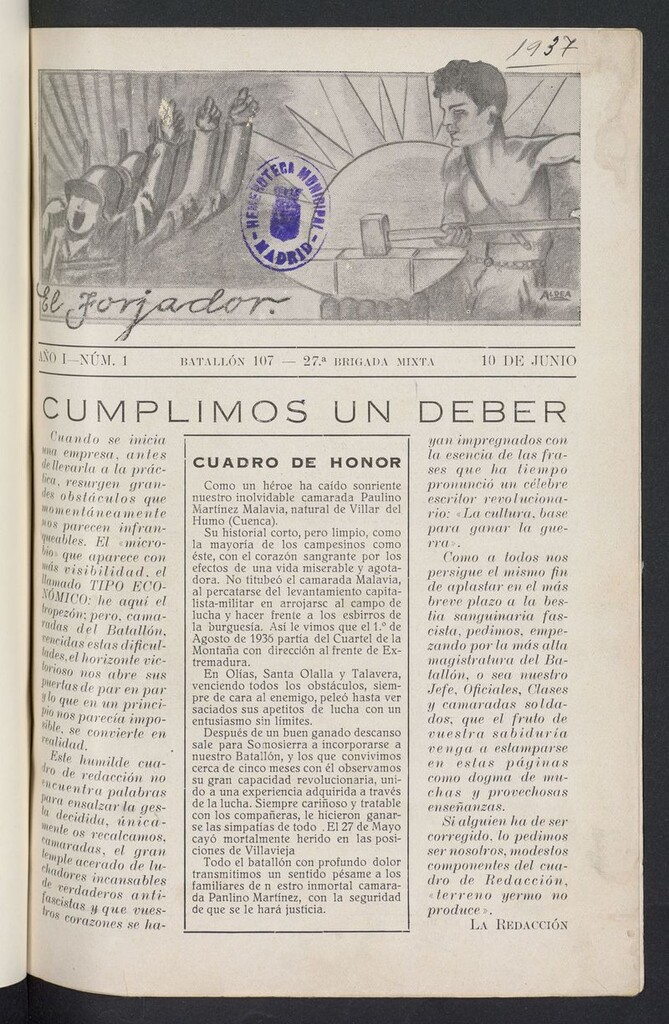 1937
HEMEROTECA MUNICIPAL
- MADRID -
El Forjador.
ALDEA
AÑO I—NÚM. 1
BATALLÓN 107 — 27.ª BRIGADA MIXTA
10 DE JUNIO
CUMPLIMOS UN DEBER
Cuando se inicia
una empresa, antes
de llevarla a la prác-
tica, resurgen gran-
des obstáculos que
momentáneamente
nos parecen infran-
queables. El «micro-
bio» que aparece con
más visibilidad, el
llamado TIPO ECO-
NÓMICO: he aquí el
tropezón; pero, cama-
radas del Batallón,
vencidas estas dificul-
tades, el horizonte vic-
torioso nos abre sus
puertas de par en par
y lo que en un princi-
pio nos parecía impo-
sible, se convierte en
realidad.
Este humilde cua-
dro de redacción no
encuentra palabras
para ensalzar la ges-
ta decidida, única-
mente os recalcamos,
camaradas, el gran
temple acerado de lu-
chadores incansables
de verdaderos anti-
fascistas y que vues-
tros corazones se ha-
CUADRO DE HONOR
Como un héroe ha caído sonriente
nuestro inolvidable camarada Paulino
Martínez Malavia, natural de Villar del
Humo (Cuenca).
Su historial corto, pero limpio, como
la mayoría de los campesinos como
éste, con el corazón sangrante por los
efectos de una vida miserable y agota-
dora. No titubeó el camarada Malavia,
al percatarse del levantamiento capita-
lista-militar en arrojarsc al campo de
lucha y hacer frente a los esbirros de
la burguesía. Así le vimos que el 1.º de
Agosto de 1936 partía del Cuartel de la
Montaña con dirección al frente de Ex-
tremadura.
En Olías, Santa Olalla y Talavera,
venciendo todos los obstáculos, siem-
pre de cara al enemigo, peleó hasta ver
saciados sus apetitos de lucha con un
entusiasmo sin límites.
Después de un buen ganado descanso
sale para Somosierra a incorporarse a
nuestro Batallón, y los que convivimos
cerca de cinco meses con él observamos
su gran capacidad revolucionaria, uni-
do a una experiencia adquirida a través
de la lucha. Siempre cariñoso y tratable
con los compañeras, le hicieron ganar-
se las simpatías de todo . El 27 de Mayo
cayó mortalmente herido en las posi-
ciones de Villavieja
Todo el batallón con profundo dolor
transmitimos un sentido pésame a los
familiares de n estro inmortal camara-
da Panlino Martínez, con la seguridad
de que se le hará justicia.
yan impregnados con
la esencia de las fra-
ses que ha tiempo
pronunció un célebre
escritor revoluciona-
rio: «La cultura, base
para ganar la gue-
rra».
Como a todos nos
persigue el mismo fin
de aplastar en el más
breve plazo a la bes-
tia sanguinaria fas-
cista, pedimos, empe-
zando por la más alta
magistratura del Ba-
tallón, o sea nuestro
Jefe, Oficiales, Clases
y camaradas solda-
dos, que el fruto de
vuestra sabiduría
venga a estamparse
en estas páginas
como dogma de mu-
chas y provechosas
enseñanzas.
Si alguien ha de ser
corregido, lo pedimos
ser nosotros, modestos
componentes del cua-
dro de Redacción,
«terreno yermo no
produce».
LA REDACCIÓN